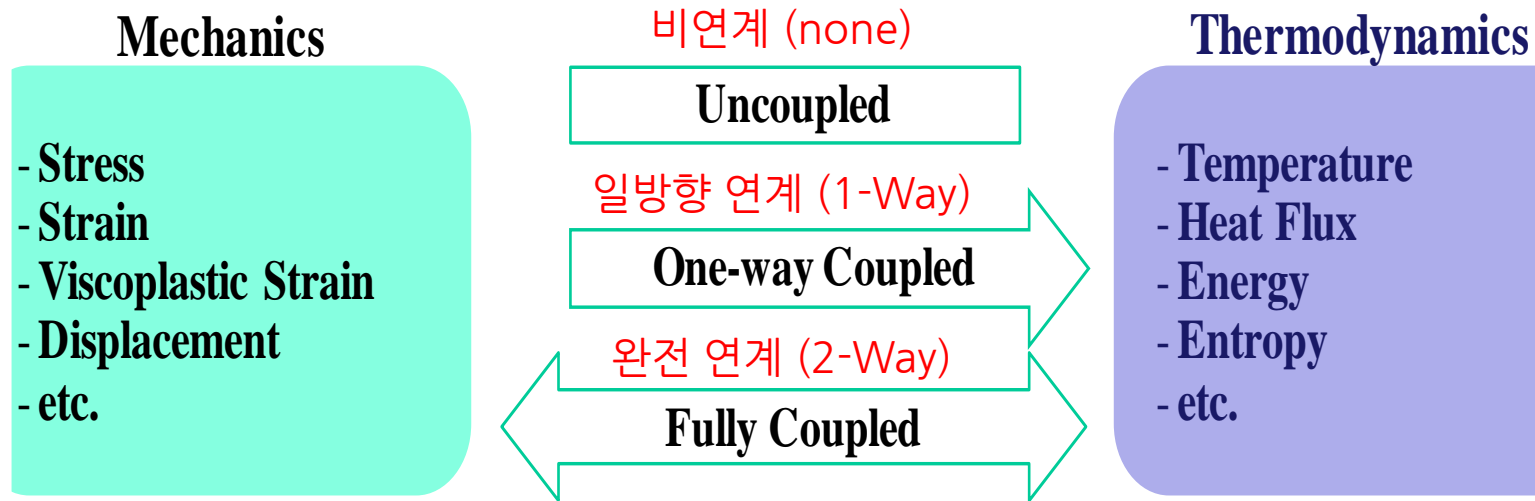 Mechanics
- Stress
- Strain
- Viscoplastic Strain
- Displacement
- etc.
비연계 (none)
Uncoupled
일방향 연계 (1-Way)
One-way Coupled
완전 연계 (2-Way)
Fully Coupled
Thermodynamics
- Temperature
- Heat Flux
- Energy
- Entropy
- etc.